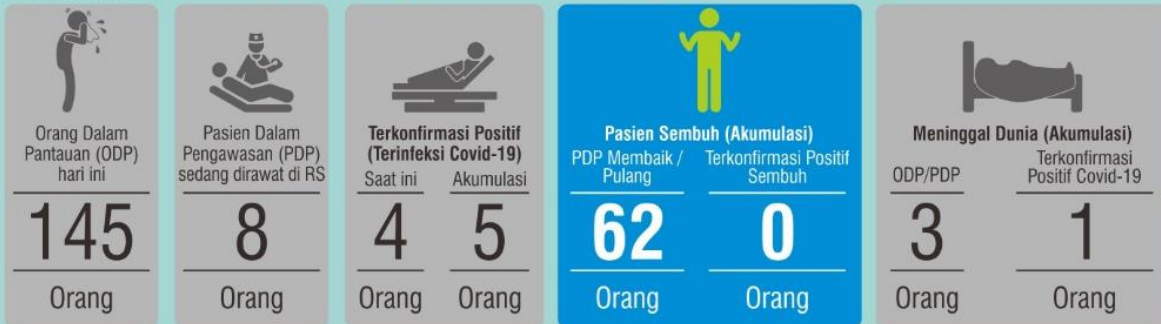 Orang Dalam
Pantauan (ODP)
hari ini
145
Orang
Pasien Dalam
Pengawasan (PDP)
sedang dirawat di RS
8
Orang
Terkonfirmasi Positif
(Terinfeksi Covid-19)
Saat ini
4
Orang
Akumulasi
5
Orang
Pasien Sembuh (Akumulasi)
PDP Membaik /
Pulang
62
Orang
Terkonfirmasi Positif
Sembuh
0
Orang
Meninggal Dunia (Akumulasi)
ODP/PDP
3
Orang
Terkonfirmasi
Positif Covid-19
1
Orang